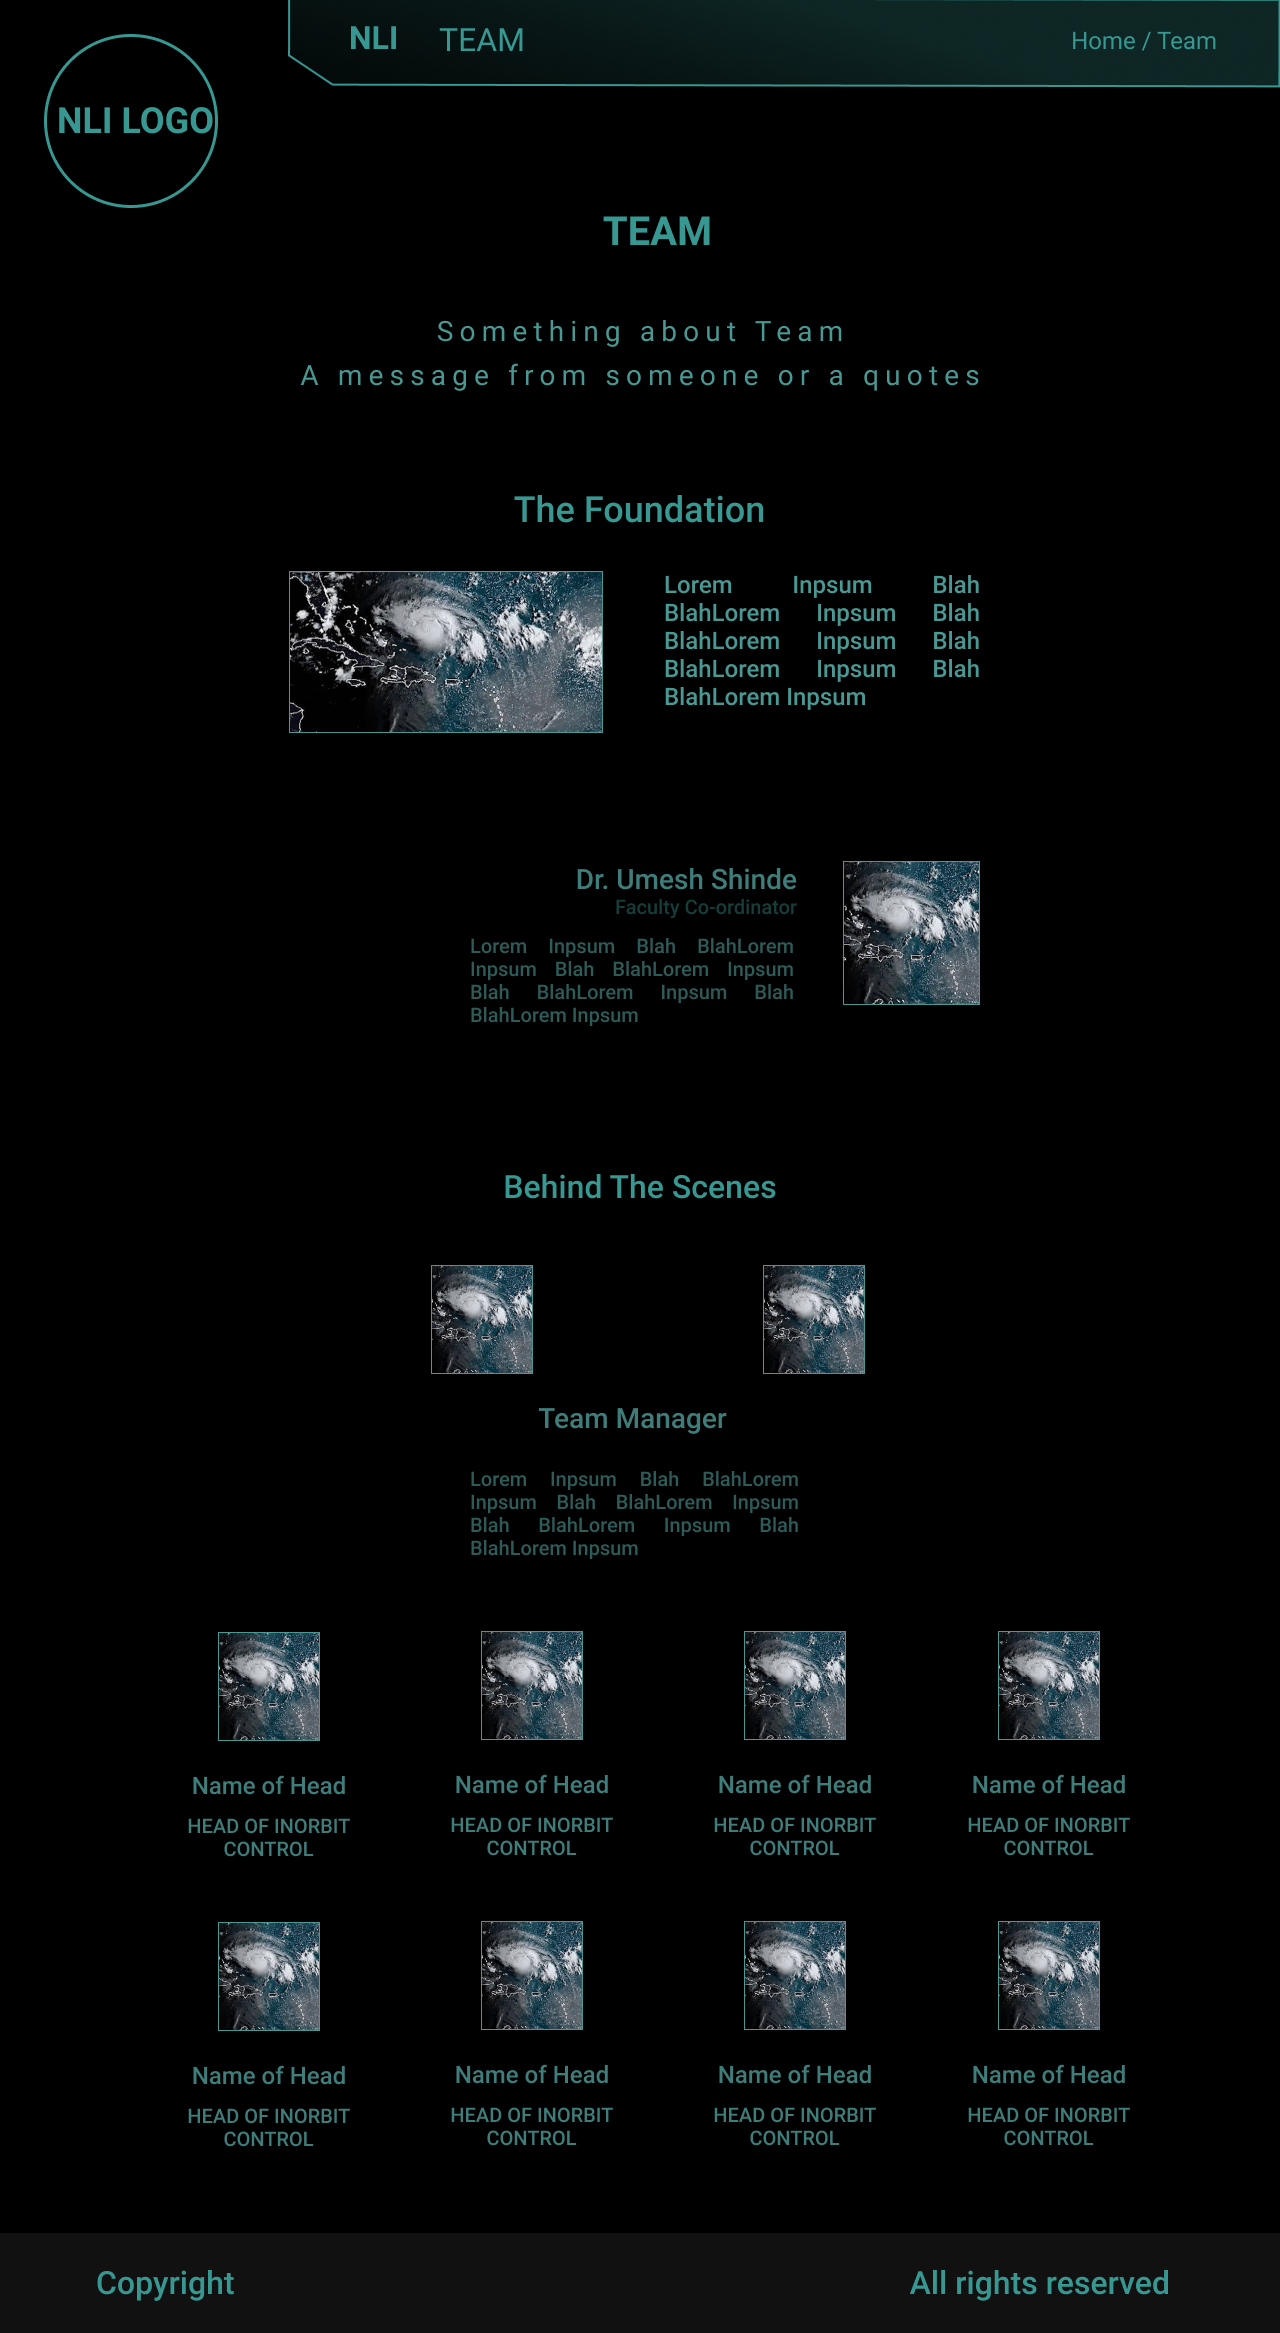 NLI TEAM Home / Team
NLI LOGO
TEAM
Something about Team
A message from someone or a quotes
The Foundation
Lorem Inpsum Blah
BlahLorem Inpsum Blah
BlahLorem Inpsum Blah
BlahLorem Inpsum Blah
BlahLorem Inpsum
Dr. Umesh Shinde
Faculty Co-ordinator
Lorem Inpsum Blah BlahLorem
Inpsum Blah BlahLorem Inpsum
Blah BlahLorem Inpsum Blah
BlahLorem Inpsum
Behind The Scenes
Team Manager
Lorem Inpsum Blah BlahLorem
Inpsum Blah BlahLorem Inpsum
Blah BlahLorem Inpsum Blah
BlahLorem Inpsum
Name of Head
HEAD OF INORBIT
CONTROL
Name of Head
HEAD OF INORBIT
CONTROL
Name of Head
HEAD OF INORBIT
CONTROL
Name of Head
HEAD OF INORBIT
CONTROL
Name of Head
HEAD OF INORBIT
CONTROL
Name of Head
HEAD OF INORBIT
CONTROL
Name of Head
HEAD OF INORBIT
CONTROL
Name of Head
HEAD OF INORBIT
CONTROL
Copyright All rights reserved